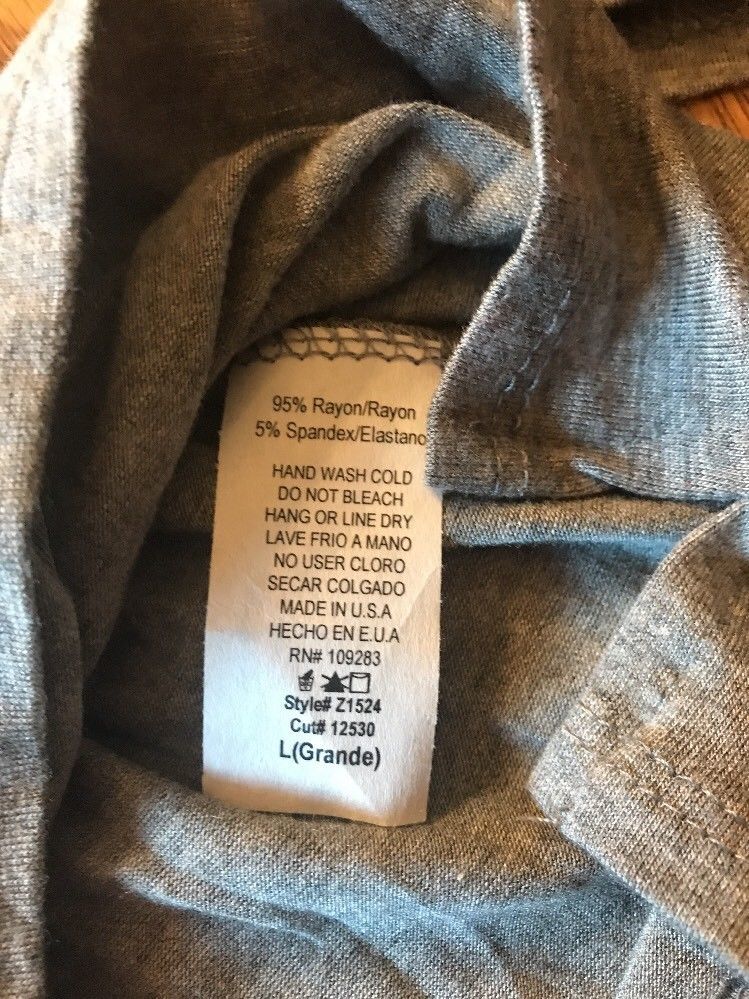 95% Rayon/Rayon
5% Spandex/Elastano
HAND WASH COLD
DO NOT BLEACH
HANG OR LINE DRY
LAVE FRIO A MANO
NO USER CLORO
SECAR COLGADO
MADE IN U.S.A
HECHO EN E.U.A
RN# 109283
Style# Z1524
Cut# 12530
L(Grande)